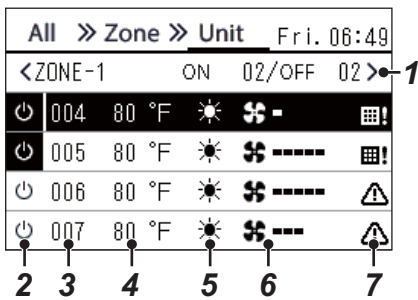 All » Zone » Unit Fri. 06:49
<ZONE-1 ON 02/OFF 02> 1
004 80 °F
005 80 °F
006 80 °F
007 80 °F
2 3 4 5 6 7